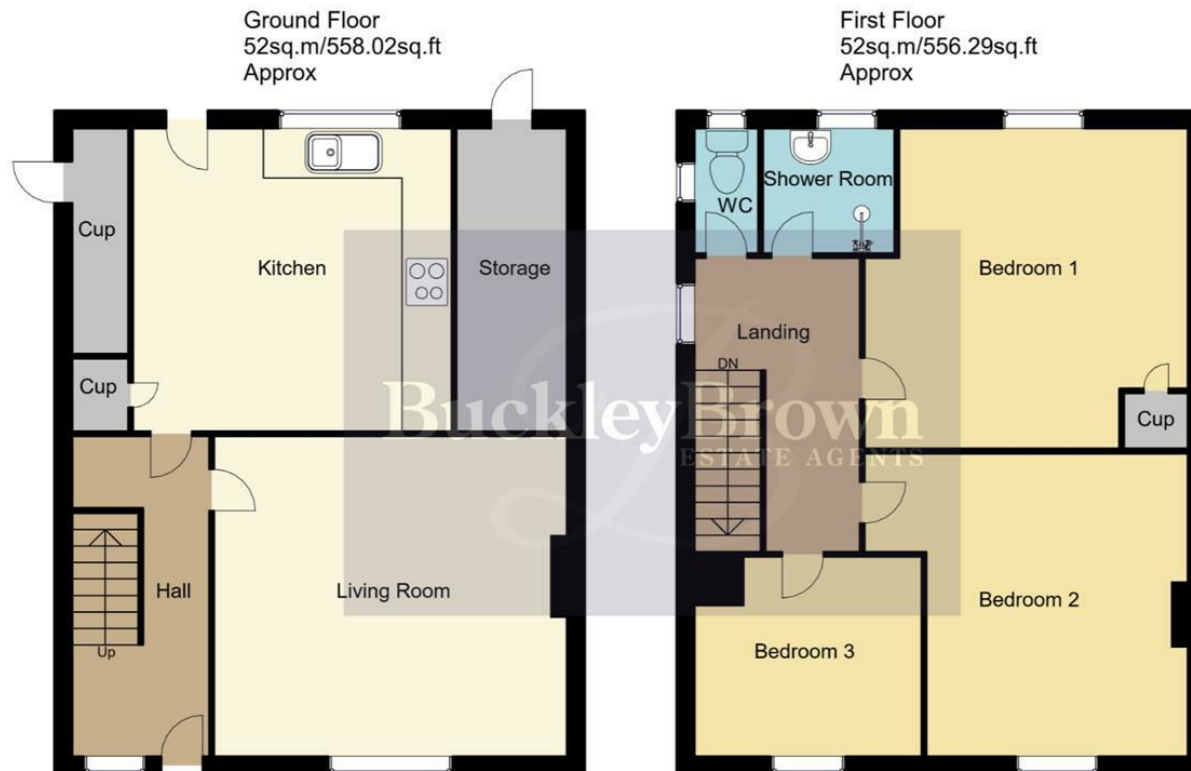 Ground Floor
52sq.m/558.02sq.ft
Approx
Cup
Kitchen
Storage
Cup
Hall
Living Room
Up
First Floor
52sq.m/556.29sq.ft
Approx
WC
Shower Room
Bedroom 1
Landing
DN
Cup
Bedroom 2
Bedroom 3
BuckleyBrown
ESTATE AGENTS